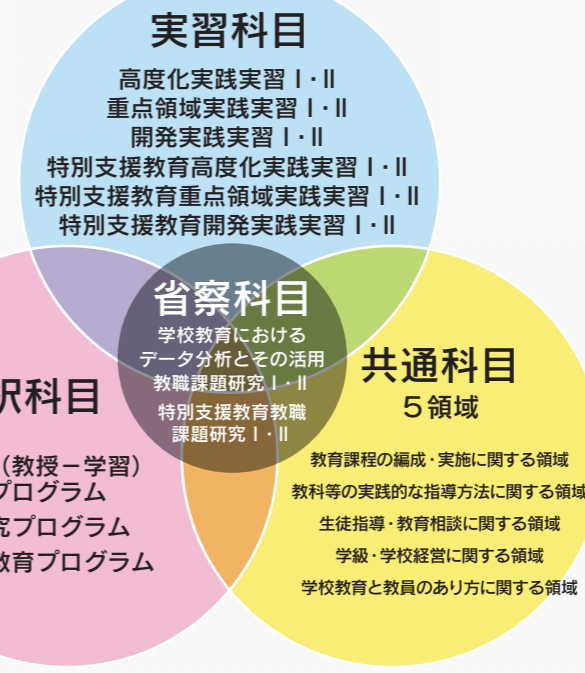 実習科目
高度化実践実習Ⅰ・Ⅱ
重点領域実践実習Ⅰ・Ⅱ
開発実践実習Ⅰ・Ⅱ
特別支援教育高度化実践実習Ⅰ・Ⅱ
特別支援教育重点領域実践実習Ⅰ・Ⅱ
特別支援教育開発実践実習Ⅰ・Ⅱ
省察科目
学校教育における
データ分析とその活用
教職課題研究Ⅰ・Ⅱ
特別支援教育教職
課題研究Ⅰ・Ⅱ
択科目
（教授－学習）
プログラム
究プログラム
教育プログラム
共通科目
５領域
教育課程の編成・実施に関する領域
教科等の実践的な指導方法に関する領域
生徒指導・教育相談に関する領域
学級・学校経営に関する領域
学校教育と教員のあり方に関する領域